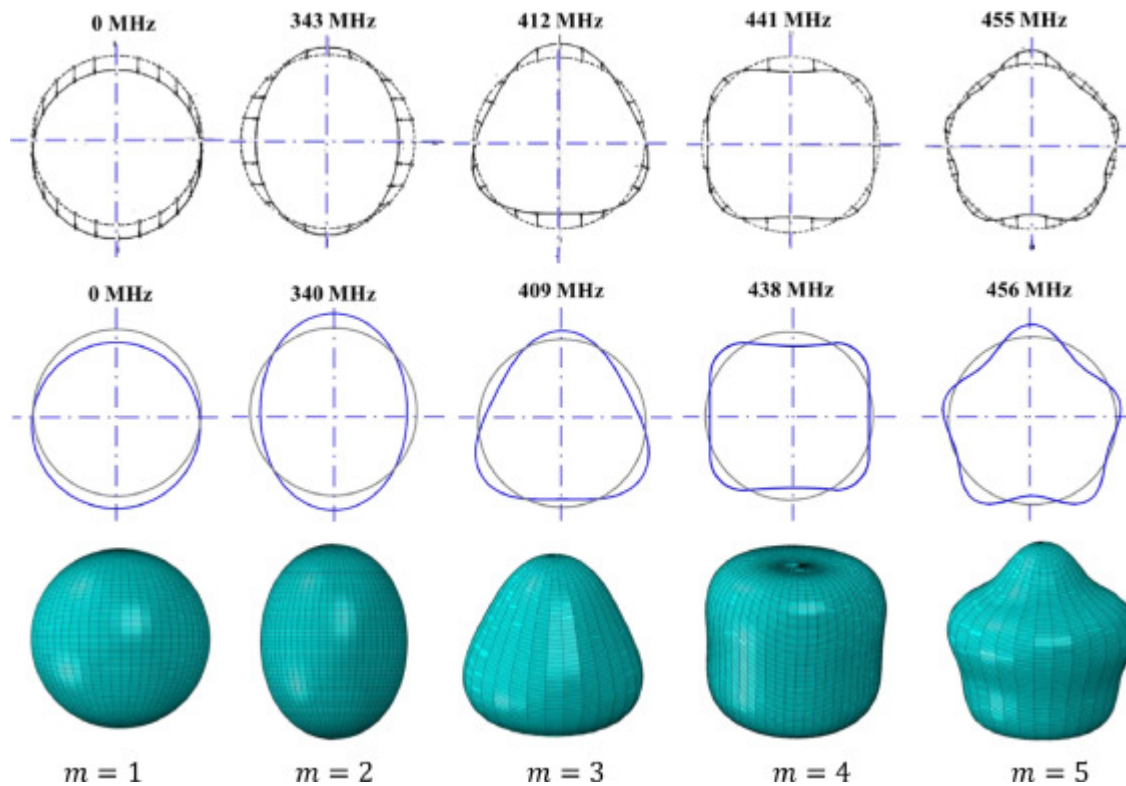 0 MHz 343 MHz 412 MHz 441 MHz 455 MHz
0 MHz 340 MHz 409 MHz 438 MHz 456 MHz
m = 1 m = 2 m = 3 m = 4 m = 5